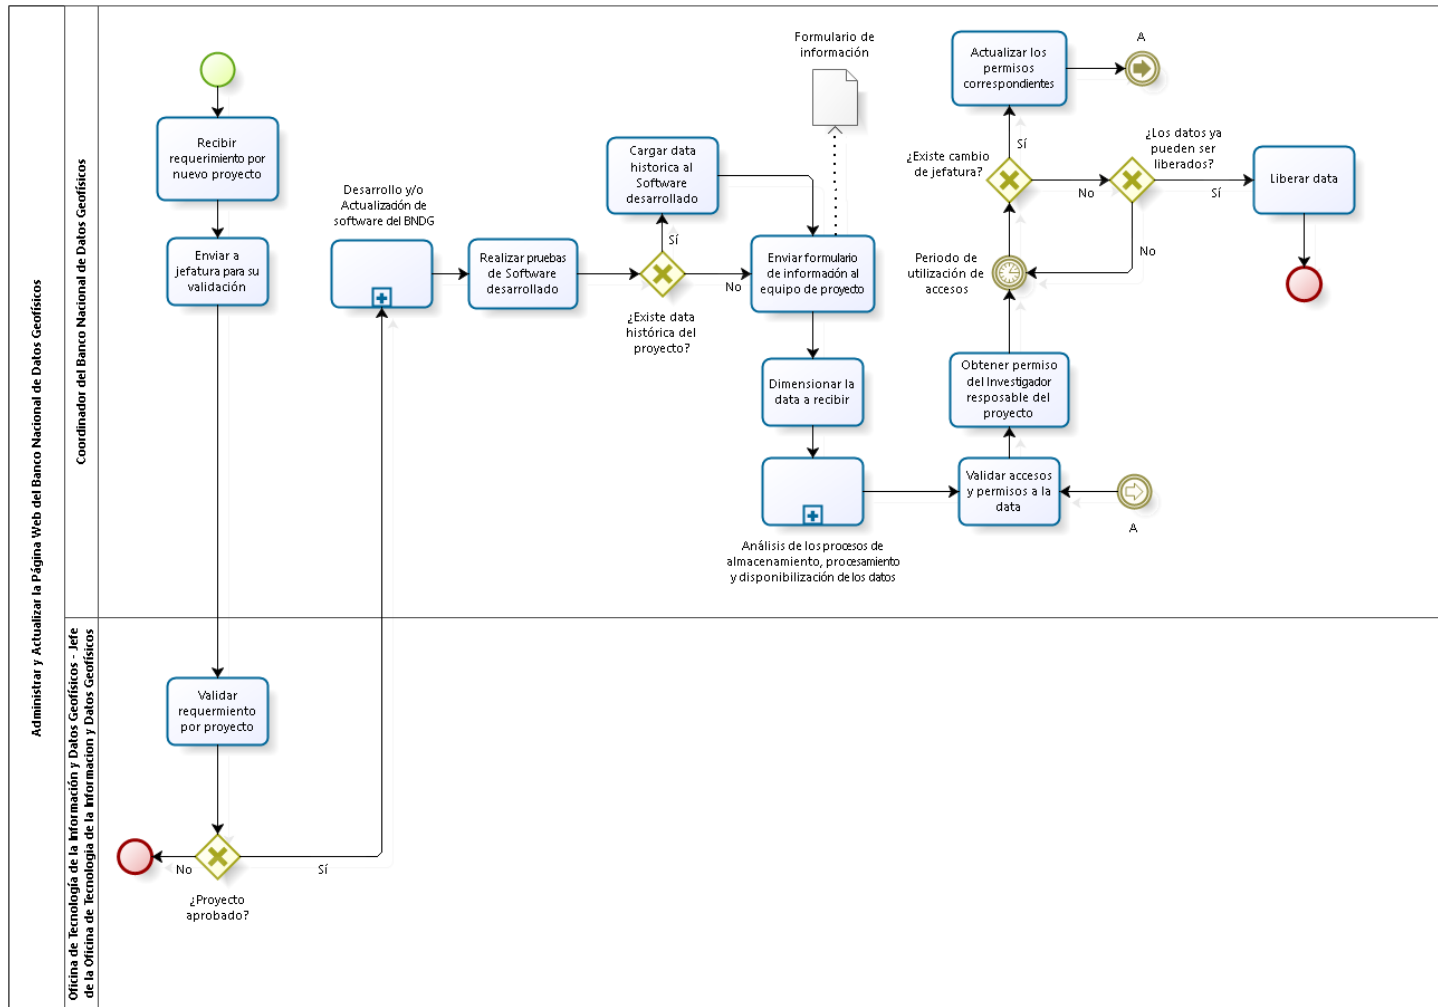 Administrar y Actualizar la Página Web del Banco Nacional de Datos Geofísicos
Coordinador del Banco Nacional de Datos Geofísicos
Recibir
requerimiento por
nuevo proyecto
Enviar a
jefatura para su
validación
Desarrollo y/o
Actualización de
software del BNDG
Realizar pruebas
de Software
desarrollado
Cargar data
historica al
Software
desarrollado
Sí
No
¿Existe data
histórica del
proyecto?
Formulario de
información
Enviar formulario
de información al
equipo de proyecto
Dimensionar la
data a recibir
Análisis de los procesos de
almacenamiento, procesamiento
y disponibilización de los datos
Validar accesos
y permisos a la
data
A
Obtener permiso
del Investigador
resposable del
proyecto
Periodo de
utilización de
accesos
¿Existe cambio
de jefatura?
Sí
No
Actualizar los
permisos
correspondientes
A
¿Los datos ya
pueden ser
liberados?
Sí
No
Liberar data
Oficina de Tecnología de la Información y Datos Geofísicos - Jefe
de la Oficina de Tecnologia de la Informacion y Datos Geofísicos
Validar
requermiento
por proyecto
No
Sí
¿Proyecto
aprobado?